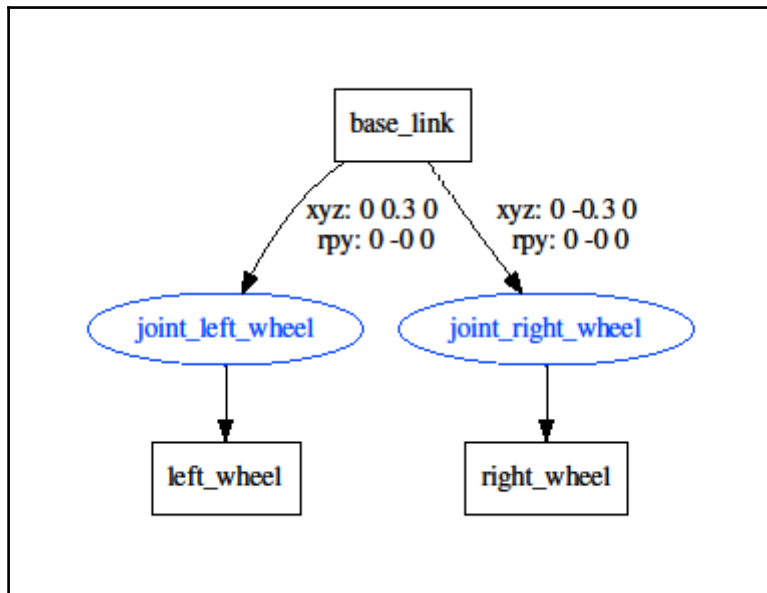 base_link
xyz: 0 0.3 0
rpy: 0 -0 0
xyz: 0 -0.3 0
rpy: 0 -0 0
joint_left_wheel
joint_right_wheel
left_wheel
right_wheel